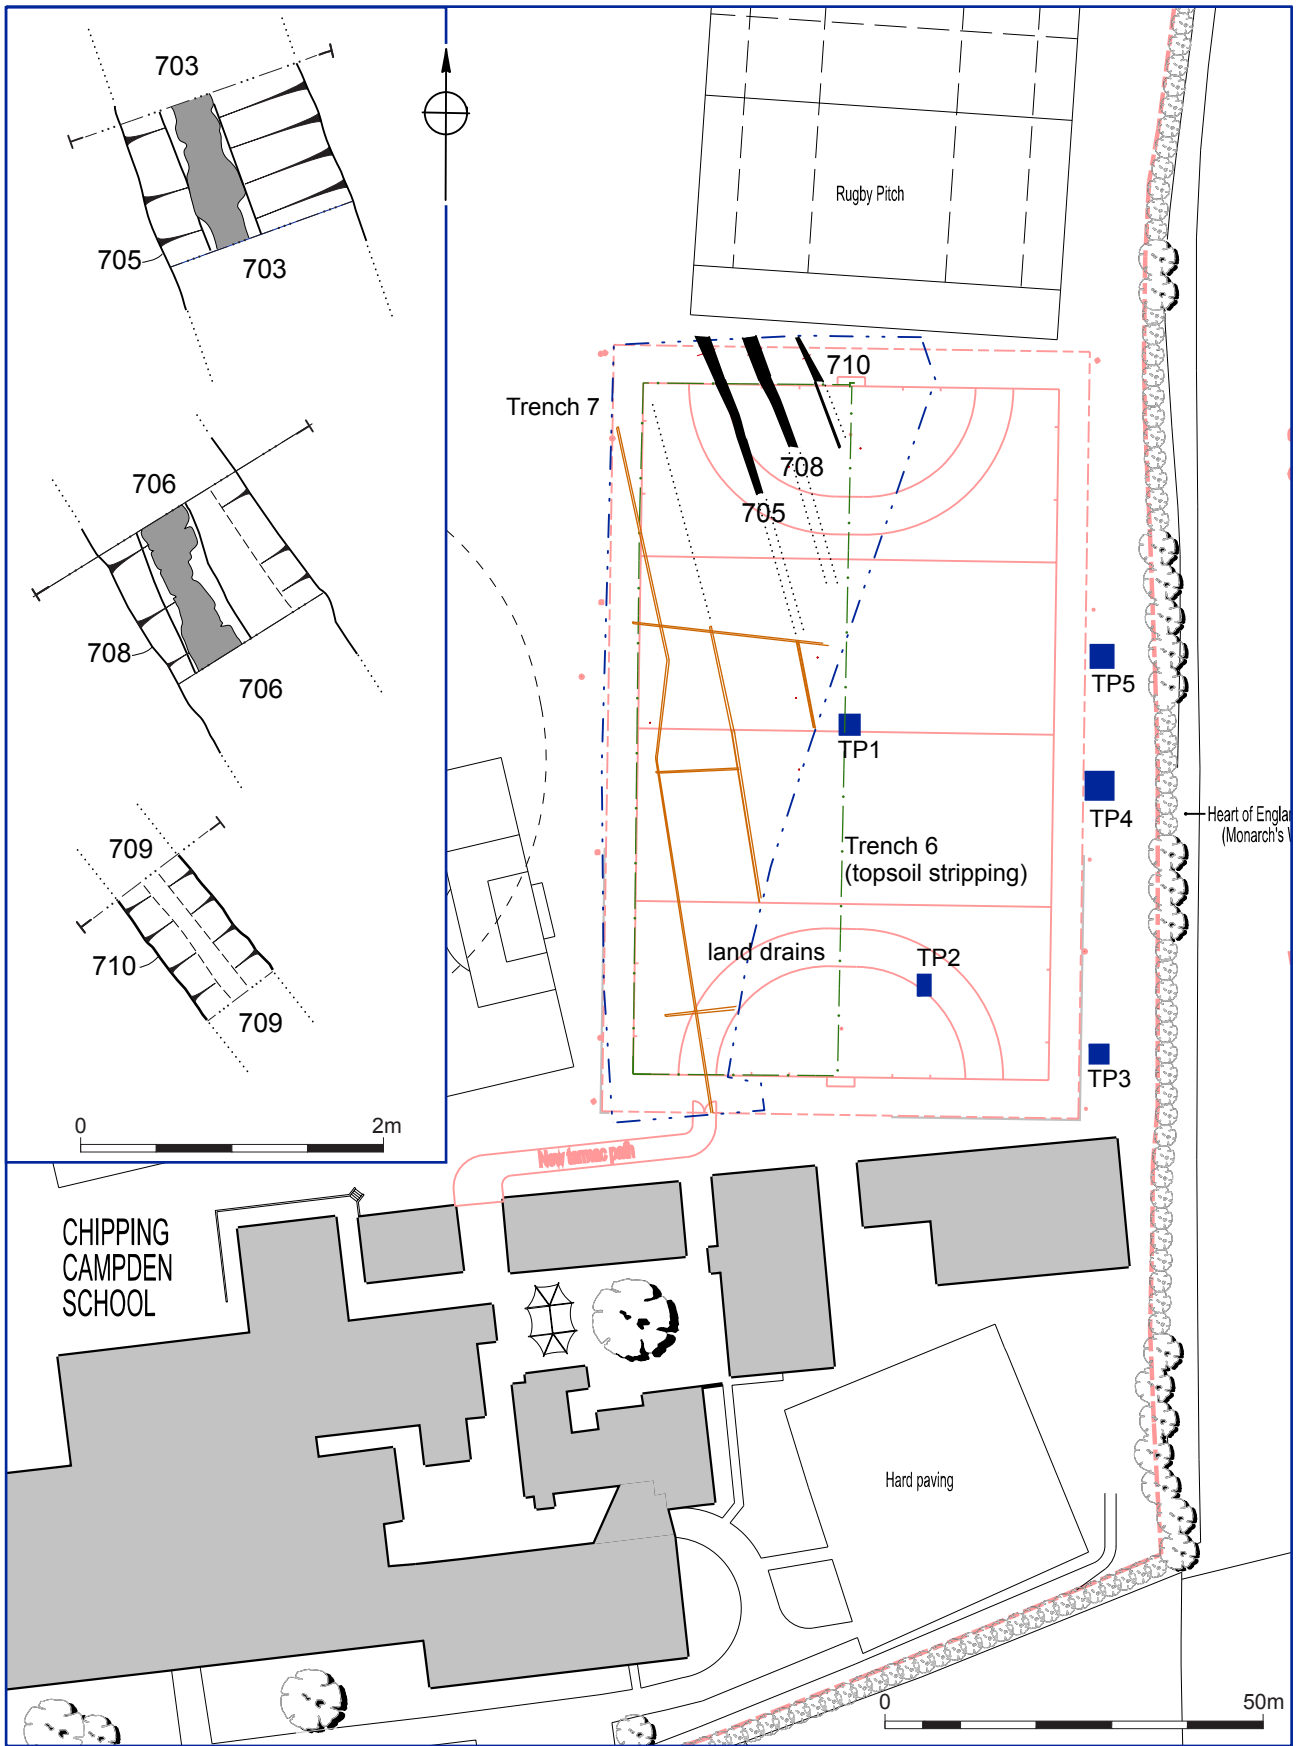 703
705
703
706
708
706
709
710
709
0
2m
Rugby Pitch
Trench 7
710
708
705
TP5
TP1
TP4
Heart of
(Monarch's
Trench 6
(topsoil stripping)
land drains
TP2
TP3
New tarmac path
CHIPPING
CAMPDEN
SCHOOL
Hard paving
0
50m